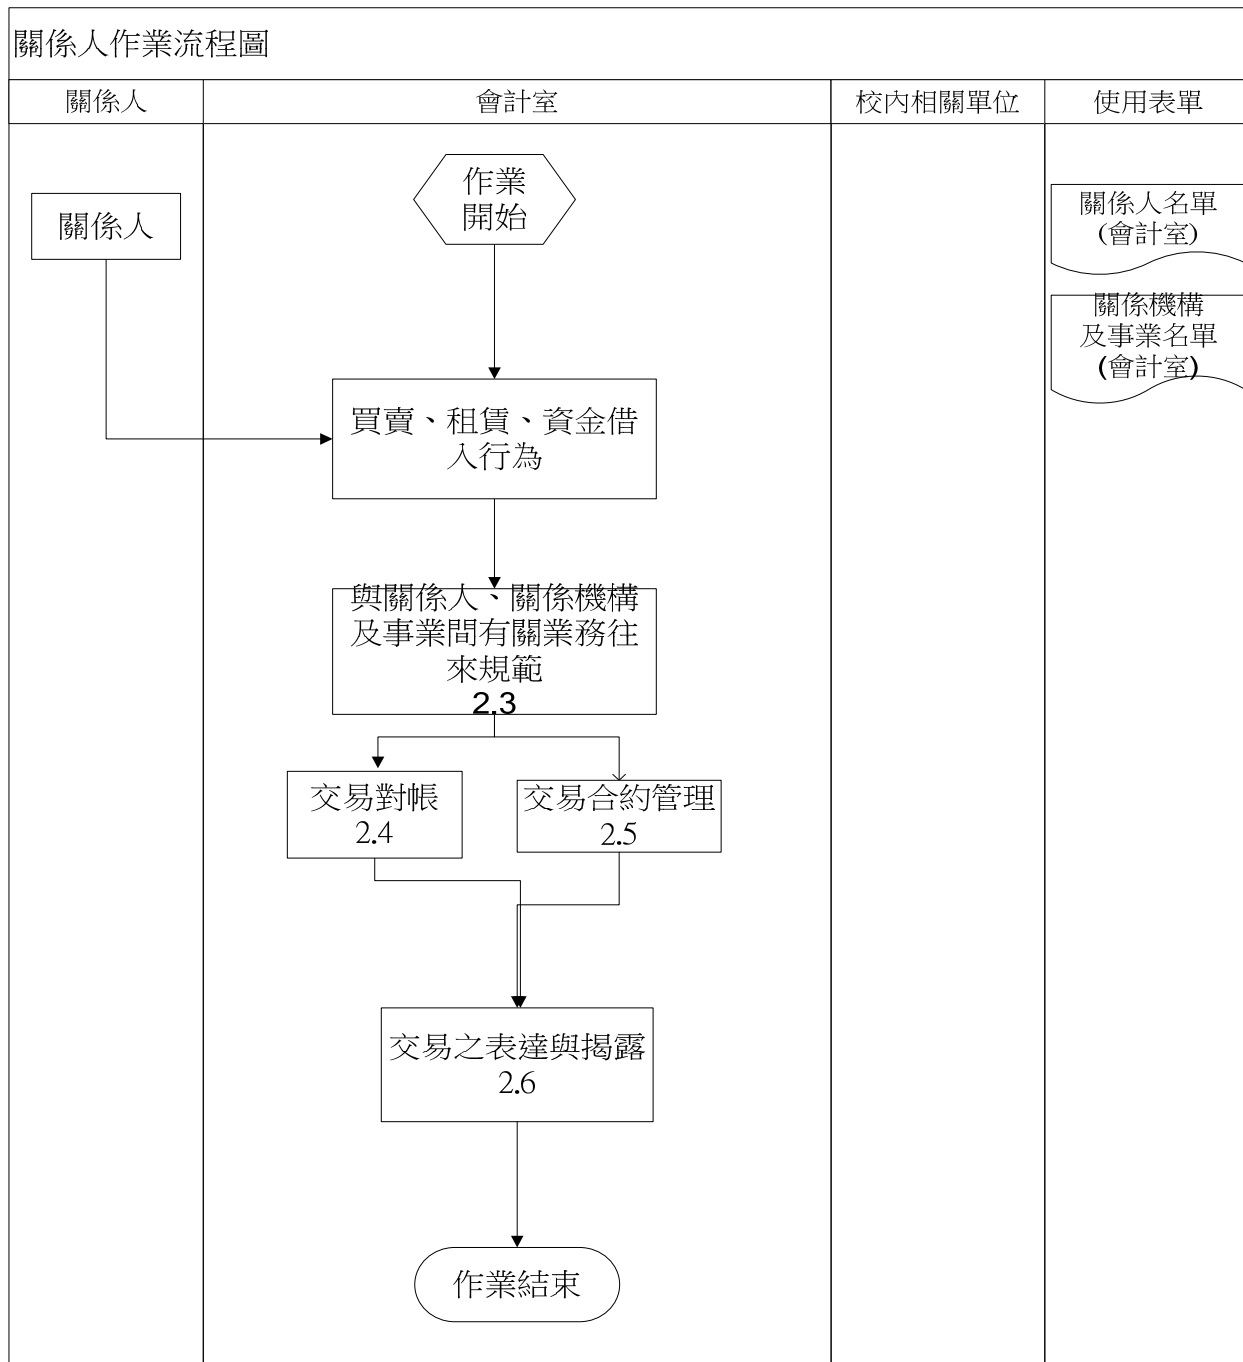 關係人作業流程圖
關係人
會計室
校內相關單位
使用表單
作業
開始
關係人
關係人名單
(會計室)
關係機構
及事業名單
(會計室)
買賣、租賃、資金借
入行為
與關係人、關係機構
及事業間有關業務往
來規範
2.3
交易對帳
2.4
交易合約管理
2.5
交易之表達與揭露
2.6
作業結束